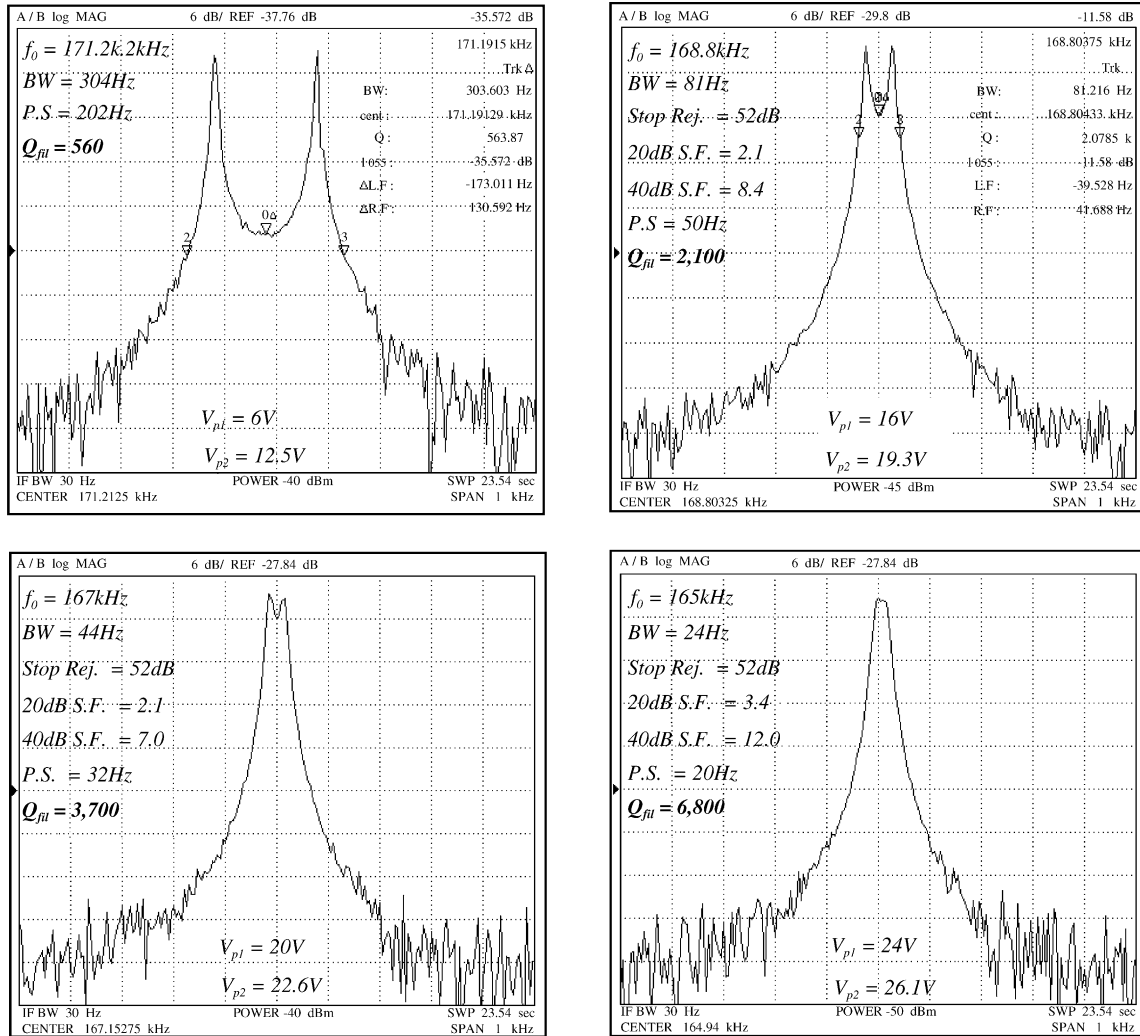 A / B log MAG 6 dB/ REF -37.76 dB -35.572 dB
f0 = 171.2k.2kHz
BW = 304Hz
P.S = 202Hz
Qfil = 560
171.1915 kHz
Trk Δ
BW: 303.603 Hz
cent : 171.19129 kHz
Q : 563.87
1055 : -35.572 dB
ΔL.F : -173.011 Hz
ΔR.F : 130.592 Hz
0Δ
2
3
Vp1 = 6V
Vp2 = 12.5V
IF BW 30 Hz POWER -40 dBm SWP 23.54 sec
CENTER 171.2125 kHz SPAN 1 kHz
A / B log MAG 6 dB/ REF -29.8 dB -11.58 dB
f0 = 168.8kHz
BW = 81Hz
Stop Rej. = 52dB
20dB S.F. = 2.1
40dB S.F. = 8.4
P.S = 50Hz
Qfil = 2,100
168.80375 kHz
Trk
BW: 81.216 Hz
cent : 168.80433 kHz
Q : 2.0785 k
1055 : -11.58 dB
L.F : -39.528 Hz
R.F : 41.688 Hz
2
3
Vp1 = 16V
Vp2 = 19.3V
IF BW 30 Hz POWER -45 dBm SWP 23.54 sec
CENTER 168.80325 kHz SPAN 1 kHz
A / B log MAG 6 dB/ REF -27.84 dB
f0 = 167kHz
BW = 44Hz
Stop Rej. = 52dB
20dB S.F. = 2.1
40dB S.F. = 7.0
P.S. = 32Hz
Qfil = 3,700
Vp1 = 20V
Vp2 = 22.6V
IF BW 30 Hz POWER -40 dBm SWP 23.54 sec
CENTER 167.15275 kHz SPAN 1 kHz
A / B log MAG 6 dB/ REF -27.84 dB
f0 = 165kHz
BW = 24Hz
Stop Rej. = 52dB
20dB S.F. = 3.4
40dB S.F. = 12.0
P.S. = 20Hz
Qfil = 6,800
Vp1 = 24V
Vp2 = 26.1V
IF BW 30 Hz POWER -50 dBm SWP 23.54 sec
CENTER 164.94 kHz SPAN 1 kHz